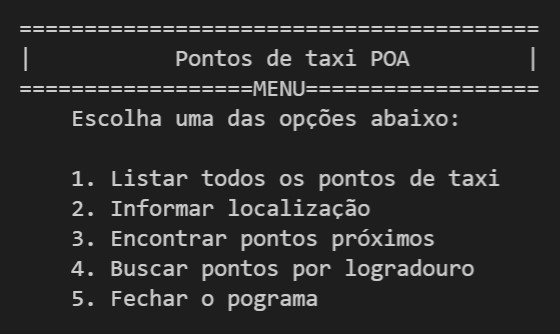 ========================================
|           Pontos de taxi POA         |
==================MENU==================
    Escolha uma das opções abaixo:

    1. Listar todos os pontos de taxi
    2. Informar localização
    3. Encontrar pontos próximos
    4. Buscar pontos por logradouro
    5. Fechar o pograma